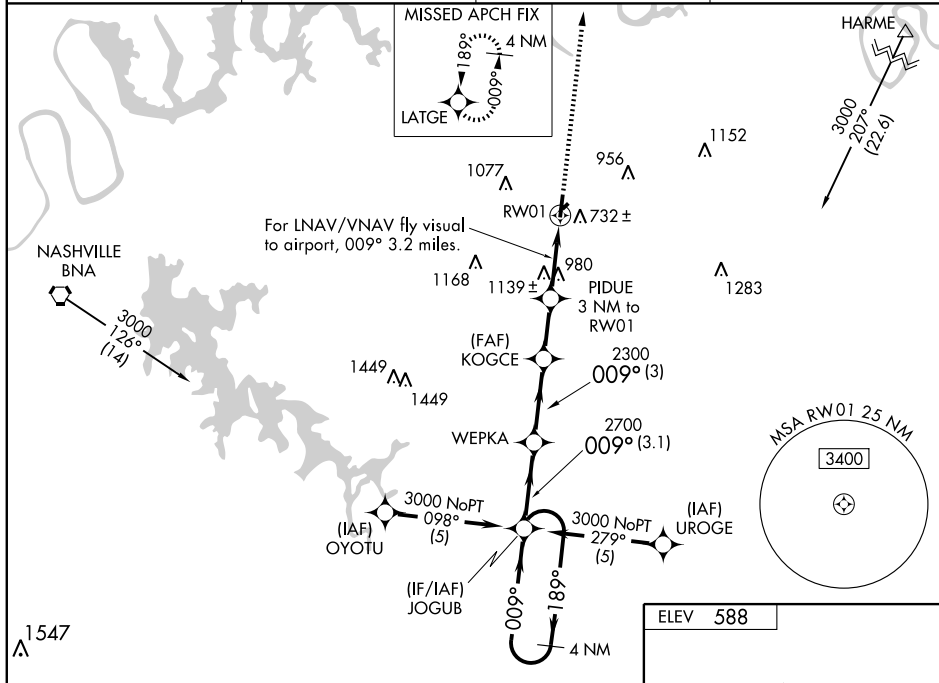 MISSED APCH FIX
4 NM
189°
009°
LATGE
HARME
3000
207°
(22.6)
1152
956
1077
RW01
732 ±
For LNAV/VNAV fly visual
to airport, 009° 3.2 miles.
NASHVILLE
BNA
3000
126°
(14)
1168
1139 ±
980
1283
PIDUE
3 NM to
RW01
(FAF)
KOGCE
2300
009° (3)
1449
1449
WEPKA
2700
009° (3.1)
MSA RW01 25 NM
3400
3000 NoPT
098°
(5)
(IAF)
OYOTU
3000 NoPT
279°
(5)
(IAF)
UROGE
(IF/IAF)
JOGUB
009°
189°
4 NM
1547
ELEV 588